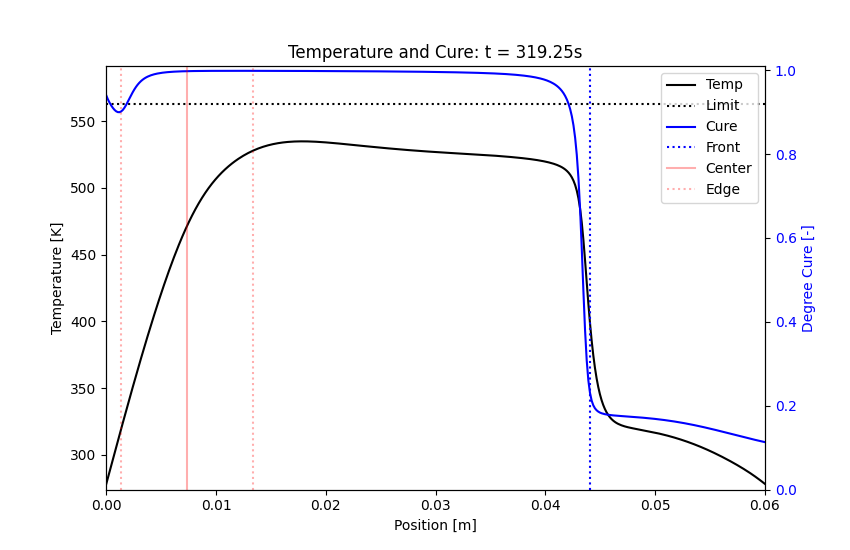 Temperature and Cure: t = 319.25s
Temp
Limit
Cure
Front
Center
Edge
Temperature [K]
550
500
450
400
350
300
Degree Cure [-]
1.0
0.8
0.6
0.4
0.2
0.0
0.00 0.01 0.02 0.03 0.04 0.05 0.06
Position [m]